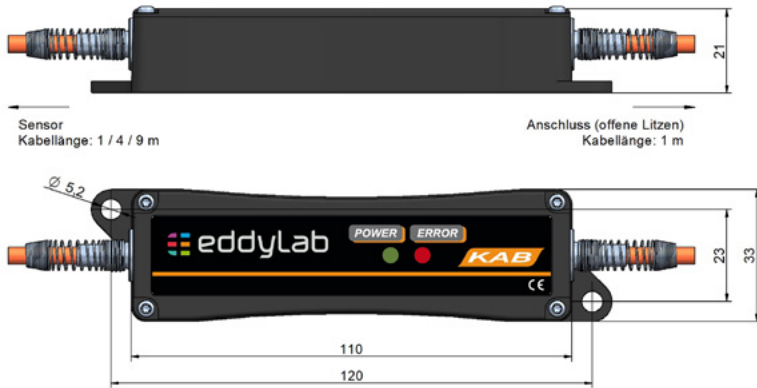 21
Sensor
Kabellänge: 1 / 4 / 9 m
Anschluss (offene Litzen)
Kabellänge: 1 m
Ø 5,2
eddylab
POWER ERROR
KAB
CE
23
33
110
120